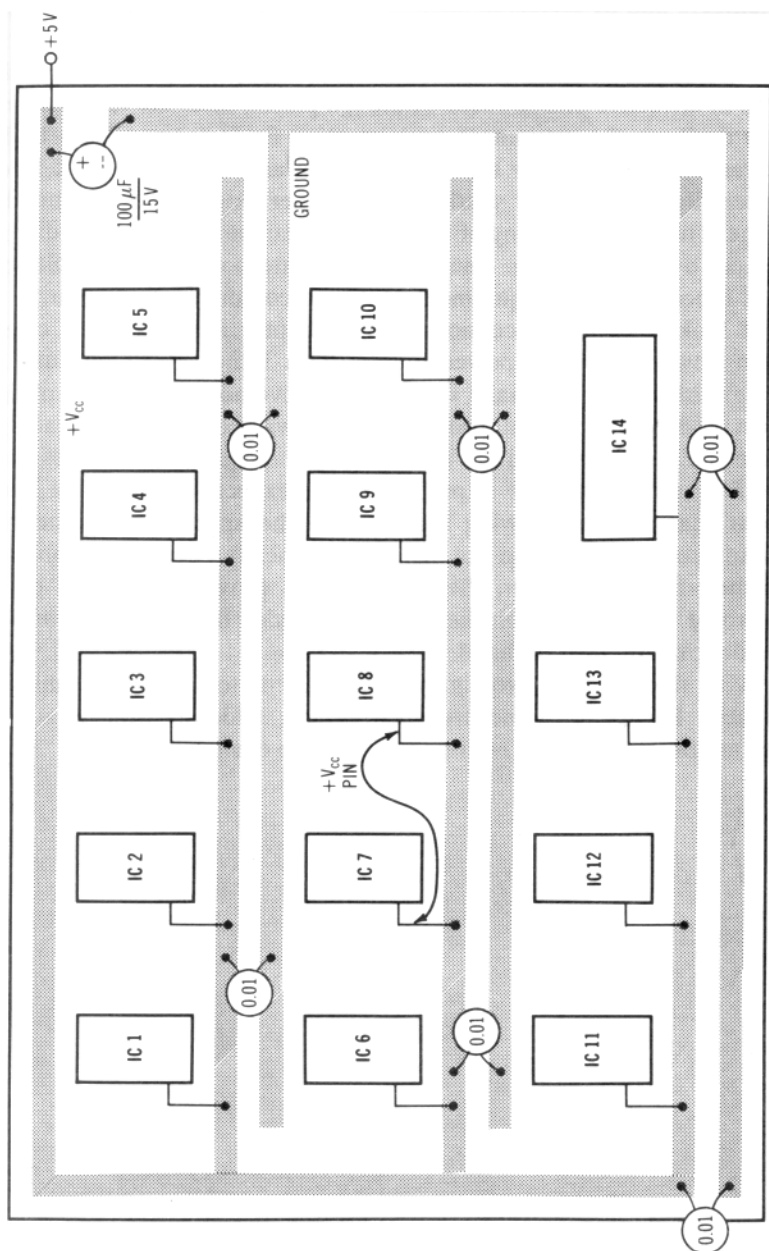 +5V
+
--
100 μF
15 V
+Vcc
IC 1
IC 2
IC 3
IC 4
IC 5
0.01
0.01
GROUND
+Vcc
PIN
IC 6
IC 7
IC 8
IC 9
IC 10
0.01
0.01
IC 11
IC 12
IC 13
IC 14
0.01
0.01